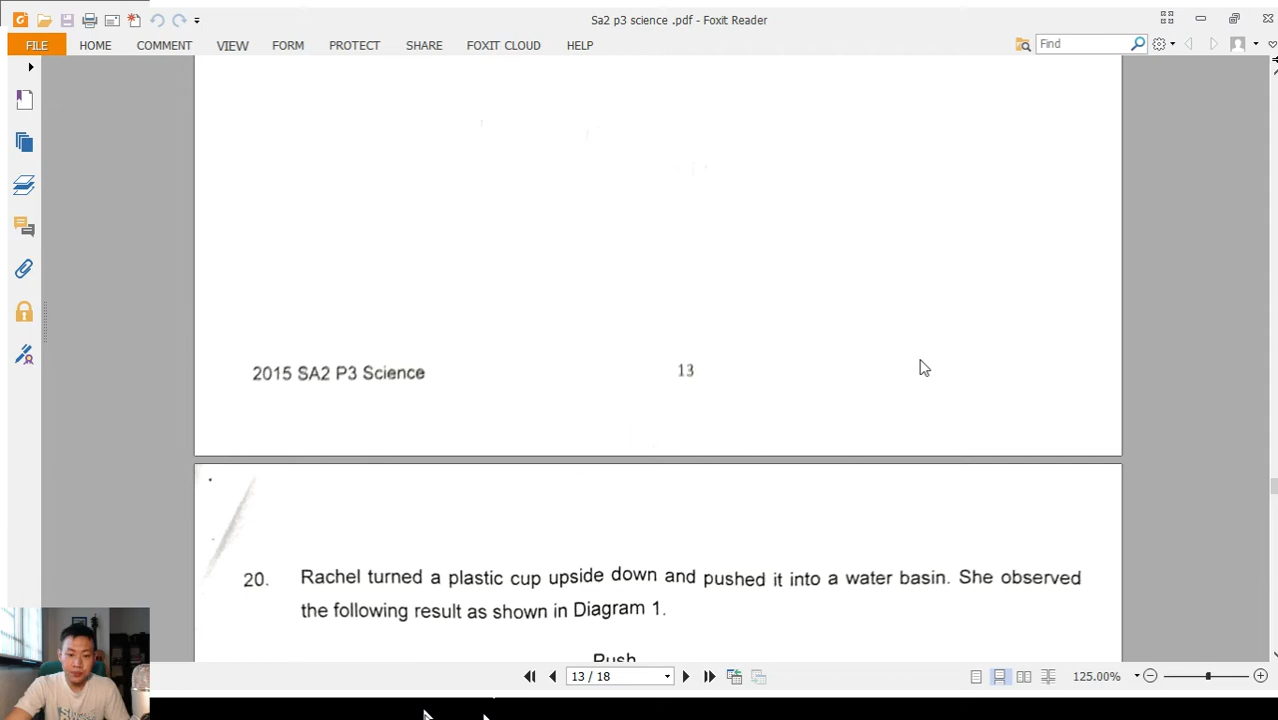 Sa2 p3 science .pdf - Foxit Reader
FILE HOME COMMENT VIEW FORM PROTECT SHARE FOXIT CLOUD HELP
Find
2015 SA2 P3 Science
13
20. Rachel turned a plastic cup upside down and pushed it into a water basin. She observed
the following result as shown in Diagram 1.
Push
13 / 18
125.00%